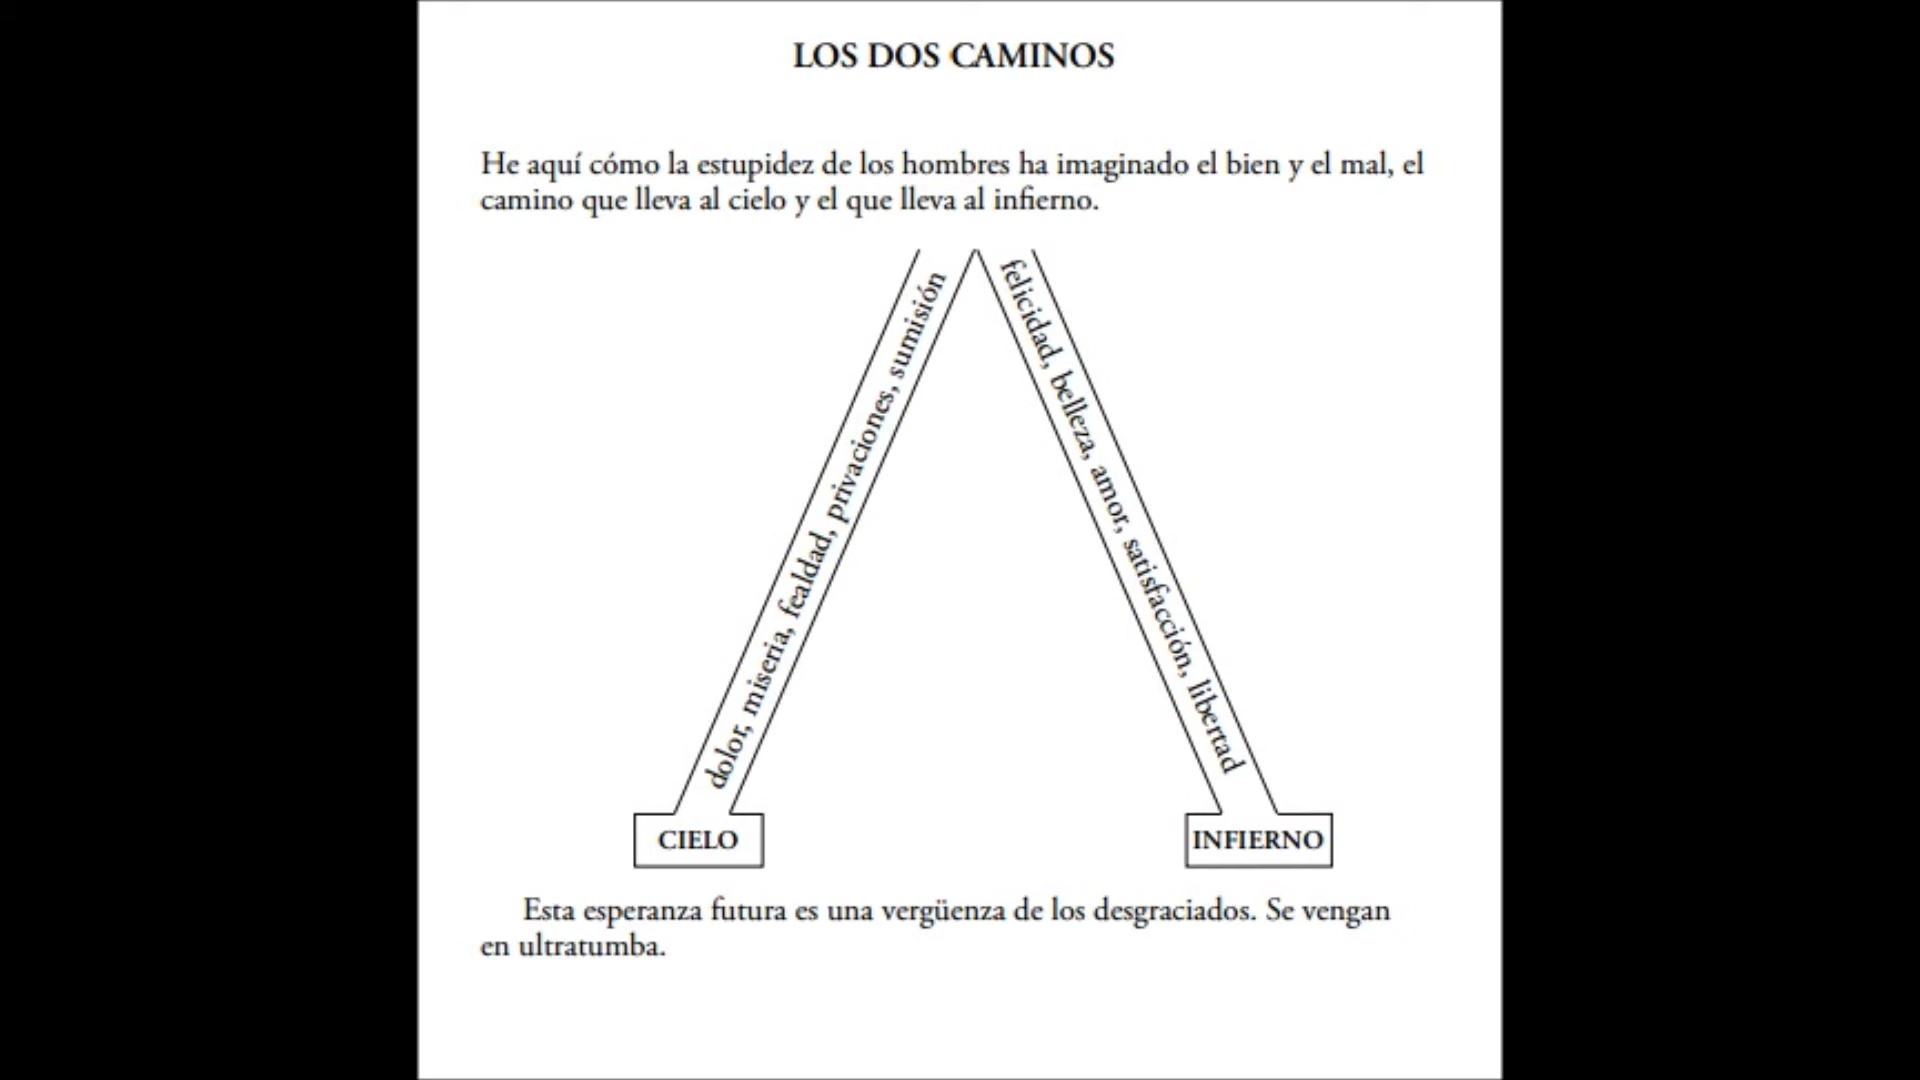 LOS DOS CAMINOS
He aquí cómo la estupidez de los hombres ha imaginado el bien y el mal, el
camino que lleva al cielo y el que lleva al infierno.
dolor, miseria, fealdad, privaciones, sumisión
felicidad, belleza, amor, satisfacción, libertad
CIELO
INFIERNO
Esta esperanza futura es una vergüenza de los desgraciados. Se vengan
en ultratumba.